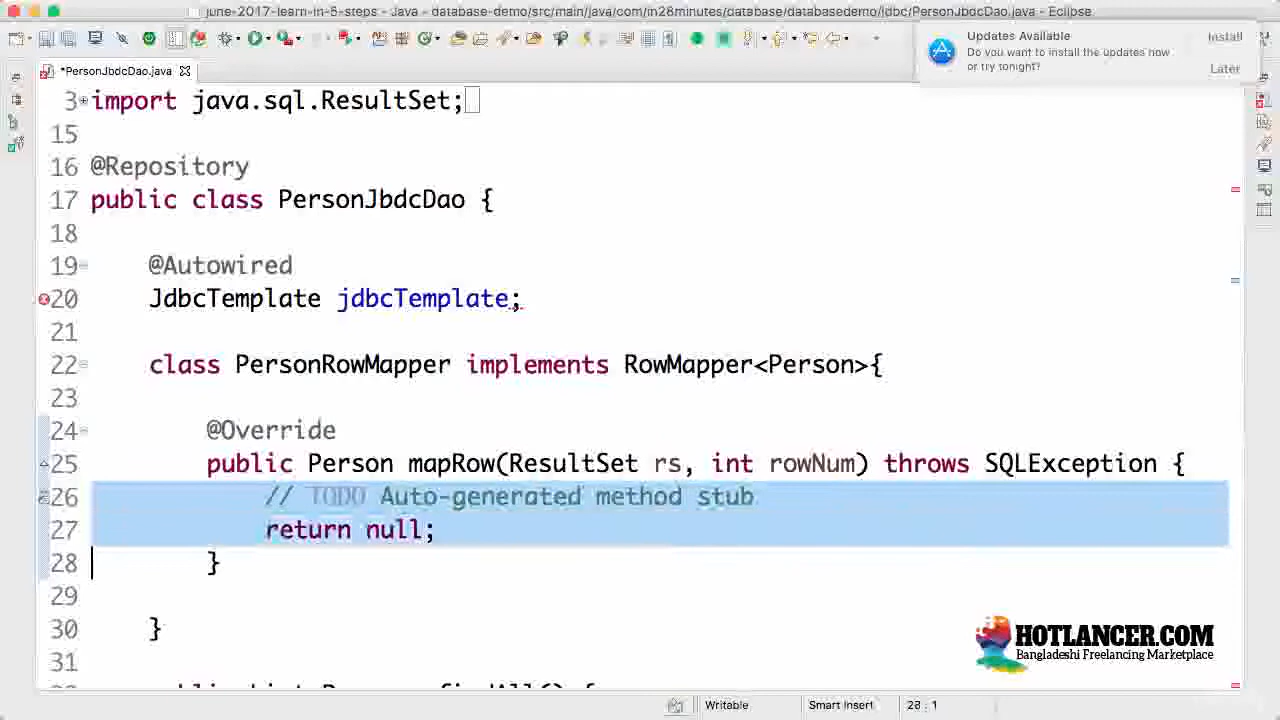 june-2017-learn-in-5-steps - Java - database-demo/src/main/java/com/in28minutes/database/databasedemo/jdbc/PersonJbdcDao.java - Eclipse
Updates Available
Do you want to install the updates now
or try tonight?
Install
Later
*PersonJbdcDao.java
3 import java.sql.ResultSet;
15
16 @Repository
17 public class PersonJbdcDao {
18
19 @Autowired
20 JdbcTemplate jdbcTemplate;
21
22 class PersonRowMapper implements RowMapper<Person>{
23
24 @Override
25 public Person mapRow(ResultSet rs, int rowNum) throws SQLException {
26 // TODO Auto-generated method stub
27 return null;
28 }
29
30 }
31
HOTLANCER.COM
Bangladeshi Freelancing Marketplace
Writable
Smart Insert
28 : 1